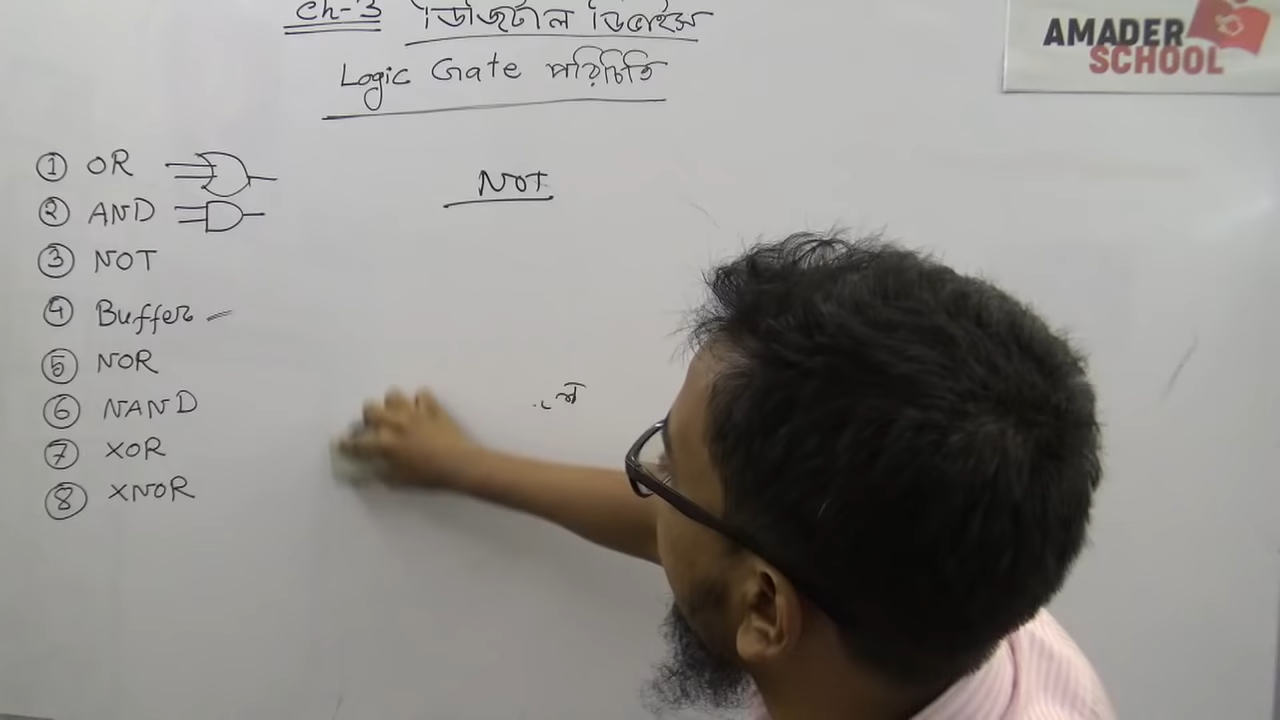 ch-3 ডিজিটাল ডিভাইস
Logic Gate পরিচিতি
AMADER
SCHOOL
① OR
② AND
③ NOT
④ Buffer
⑤ NOR
⑥ NAND
⑦ XOR
⑧ XNOR
NOT